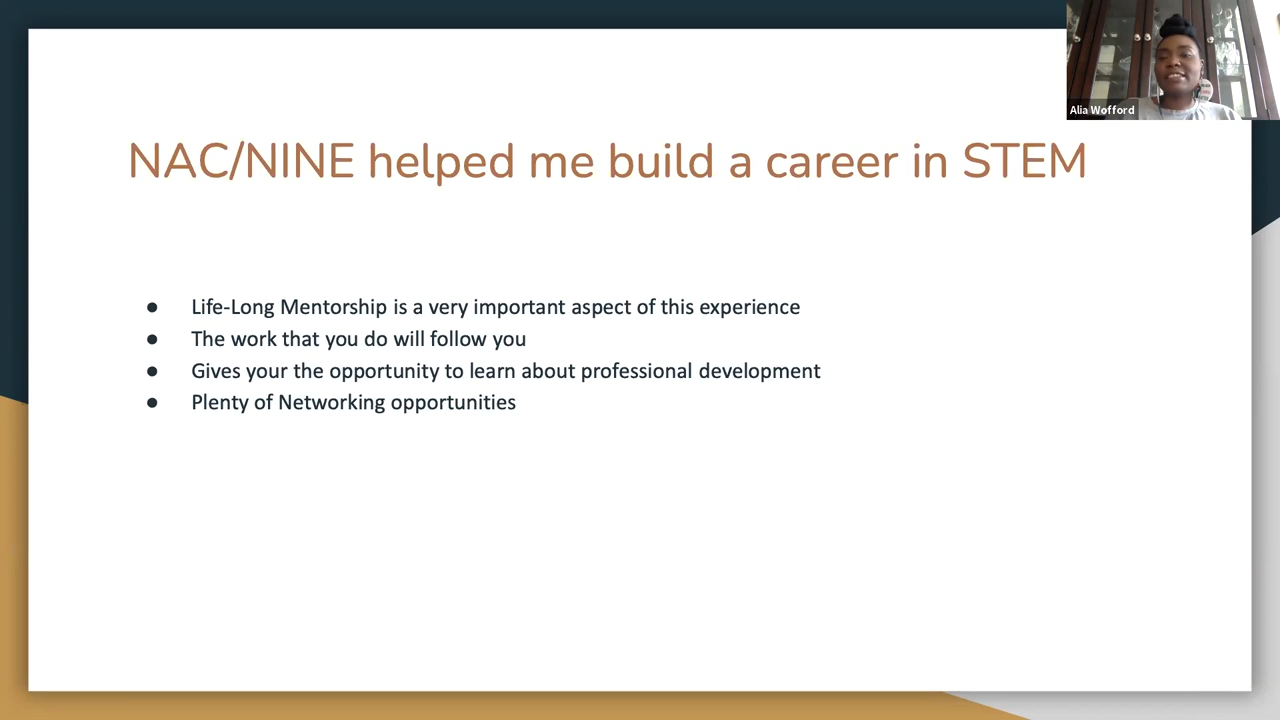 Alia Wofford
NAC/NINE helped me build a career in STEM
● Life-Long Mentorship is a very important aspect of this experience
● The work that you do will follow you
● Gives your the opportunity to learn about professional development
● Plenty of Networking opportunities